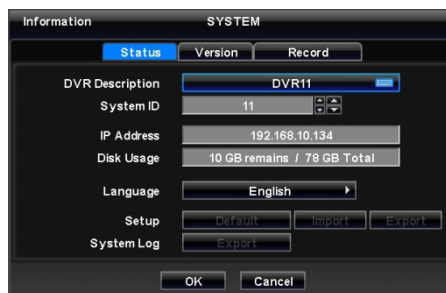 Information SYSTEM
Status Version Record
DVR Description DVR11
System ID 11
IP Address 192.168.10.134
Disk Usage 10 GB remains / 78 GB Total
Language English
Setup Default Import Export
System Log Export
OK Cancel